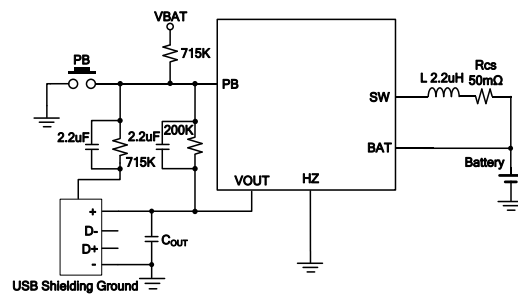 VBAT
715K
PB
PB
2.2uF
715K
2.2uF
200K
VOUT
HZ
SW
BAT
L 2.2uH
Rcs
50mΩ
Battery
+
D-
D+
-
COUT
USB Shielding Ground